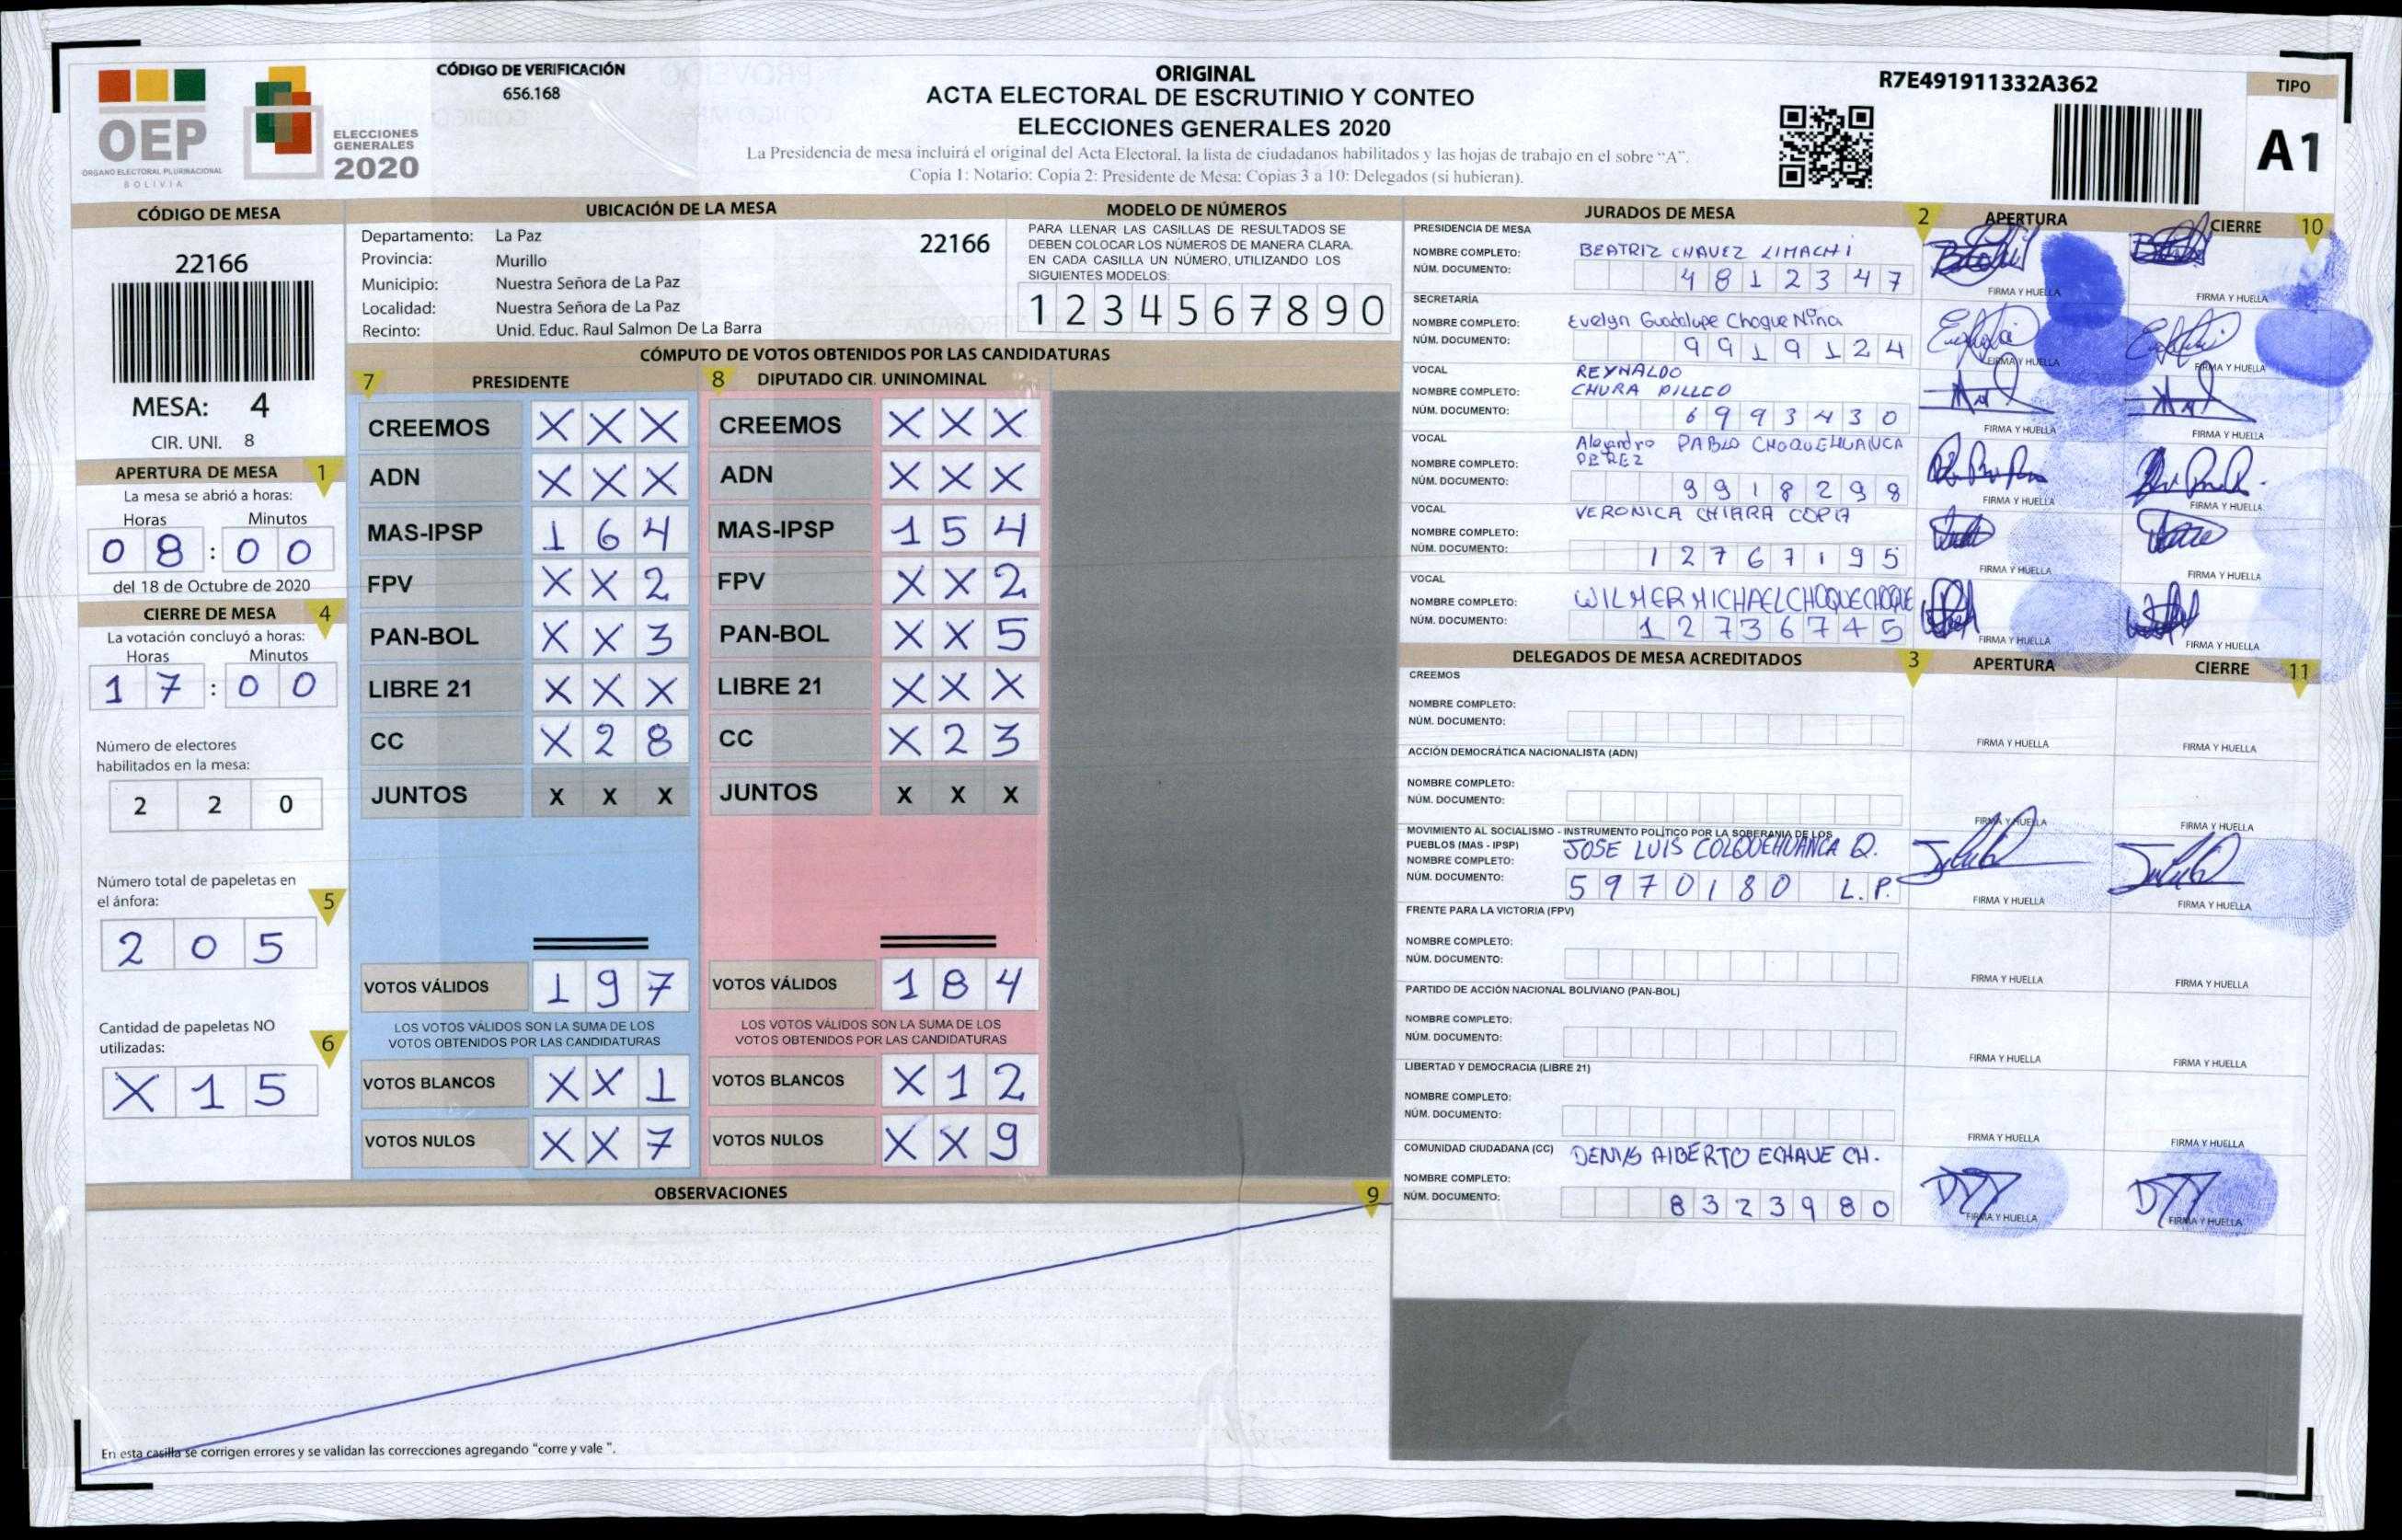 CÓDIGO DE VERIFICACIÓN
656.168
ORIGINAL
ACTA ELECTORAL DE ESCRUTINIO Y CONTEO
ELECCIONES GENERALES 2020
La Presidencia de mesa incluirá el original del Acta Electoral, la lista de ciudadanos habilitados y las hojas de trabajo en el sobre “A”.
Copia 1: Notario: Copia 2: Presidente de Mesa: Copias 3 a 10: Delegados (si hubieran).
R7E491911332A362
TIPO
A1
OEP
ORGANO ELECTORAL PLURINACIONAL
BOLIVIA
ELECCIONES
GENERALES
2020
CÓDIGO DE MESA
22166
MESA: 4
CIR. UNI. 8
APERTURA DE MESA 1
La mesa se abrió a horas:
Horas Minutos
0 8 : 0 0
del 18 de Octubre de 2020
CIERRE DE MESA 4
La votación concluyó a horas:
Horas Minutos
1 7 : 0 0
Número de electores
habilitados en la mesa:
2 2 0
Número total de papeletas en
el ánfora: 5
2 0 5
Cantidad de papeletas NO
utilizadas: 6
X 1 5
UBICACIÓN DE LA MESA
Departamento: La Paz 22166
Provincia: Murillo
Municipio: Nuestra Señora de La Paz
Localidad: Nuestra Señora de La Paz
Recinto: Unid. Educ. Raul Salmon De La Barra
MODELO DE NÚMEROS
PARA LLENAR LAS CASILLAS DE RESULTADOS SE
DEBEN COLOCAR LOS NÚMEROS DE MANERA CLARA.
EN CADA CASILLA UN NÚMERO, UTILIZANDO LOS
SIGUIENTES MODELOS:
1 2 3 4 5 6 7 8 9 0
CÓMPUTO DE VOTOS OBTENIDOS POR LAS CANDIDATURAS
7 PRESIDENTE 8 DIPUTADO CIR. UNINOMINAL
CREEMOS X X X CREEMOS X X X
ADN X X X ADN X X X
MAS-IPSP 1 6 4 MAS-IPSP 1 5 4
FPV X X 2 FPV X X 2
PAN-BOL X X 3 PAN-BOL X X 5
LIBRE 21 X X X LIBRE 21 X X X
CC X 2 8 CC X 2 3
JUNTOS X X X JUNTOS X X X
VOTOS VÁLIDOS 1 9 7 VOTOS VÁLIDOS 1 8 4
LOS VOTOS VÁLIDOS SON LA SUMA DE LOS LOS VOTOS VÁLIDOS SON LA SUMA DE LOS
VOTOS OBTENIDOS POR LAS CANDIDATURAS VOTOS OBTENIDOS POR LAS CANDIDATURAS
VOTOS BLANCOS X X 1 VOTOS BLANCOS X 1 2
VOTOS NULOS X X 7 VOTOS NULOS X X 9
OBSERVACIONES 9
En esta casilla se corrigen errores y se validan las correcciones agregando "corre y vale ".
JURADOS DE MESA 2 APERTURA CIERRE 10
PRESIDENCIA DE MESA
NOMBRE COMPLETO: BEATRIZ CHAVEZ LIMACHI
NÚM. DOCUMENTO: 4 8 1 2 3 4 7
FIRMA Y HUELLA FIRMA Y HUELLA
SECRETARÍA
NOMBRE COMPLETO: Evelyn Guadalupe Choque Nina
NÚM. DOCUMENTO: 9 9 1 9 1 2 4
FIRMA Y HUELLA FIRMA Y HUELLA
VOCAL REYNALDO
NOMBRE COMPLETO: CHURA PILLCO
NÚM. DOCUMENTO: 6 9 9 3 4 3 0
FIRMA Y HUELLA FIRMA Y HUELLA
VOCAL Alejandro PABLO CHOQUEHUANCA
NOMBRE COMPLETO: PEREZ
NÚM. DOCUMENTO: 9 9 1 8 2 9 8
FIRMA Y HUELLA FIRMA Y HUELLA
VOCAL VERONICA CHIARA COPA
NOMBRE COMPLETO:
NÚM. DOCUMENTO: 1 2 7 6 7 1 9 5
FIRMA Y HUELLA FIRMA Y HUELLA
VOCAL
NOMBRE COMPLETO: WILMER MICHAEL CHOQUE CHOQUE
NÚM. DOCUMENTO: 1 2 7 3 6 7 4 5
FIRMA Y HUELLA FIRMA Y HUELLA
DELEGADOS DE MESA ACREDITADOS 3 APERTURA CIERRE 11
CREEMOS
NOMBRE COMPLETO:
NÚM. DOCUMENTO:
FIRMA Y HUELLA FIRMA Y HUELLA
ACCIÓN DEMOCRÁTICA NACIONALISTA (ADN)
NOMBRE COMPLETO:
NÚM. DOCUMENTO:
FIRMA Y HUELLA FIRMA Y HUELLA
MOVIMIENTO AL SOCIALISMO - INSTRUMENTO POLÍTICO POR LA SOBERANIA DE LOS
PUEBLOS (MAS - IPSP)
NOMBRE COMPLETO: JOSE LUIS COLQUEHUANCA Q.
NÚM. DOCUMENTO: 5 9 7 0 1 8 0 L.P.
FIRMA Y HUELLA FIRMA Y HUELLA
FRENTE PARA LA VICTORIA (FPV)
NOMBRE COMPLETO:
NÚM. DOCUMENTO:
FIRMA Y HUELLA FIRMA Y HUELLA
PARTIDO DE ACCIÓN NACIONAL BOLIVIANO (PAN-BOL)
NOMBRE COMPLETO:
NÚM. DOCUMENTO:
FIRMA Y HUELLA FIRMA Y HUELLA
LIBERTAD Y DEMOCRACIA (LIBRE 21)
NOMBRE COMPLETO:
NÚM. DOCUMENTO:
FIRMA Y HUELLA FIRMA Y HUELLA
COMUNIDAD CIUDADANA (CC) DENIS AlBERTO ECHAVE CH.
NOMBRE COMPLETO:
NÚM. DOCUMENTO: 8 3 2 3 9 8 0
FIRMA Y HUELLA FIRMA Y HUELLA